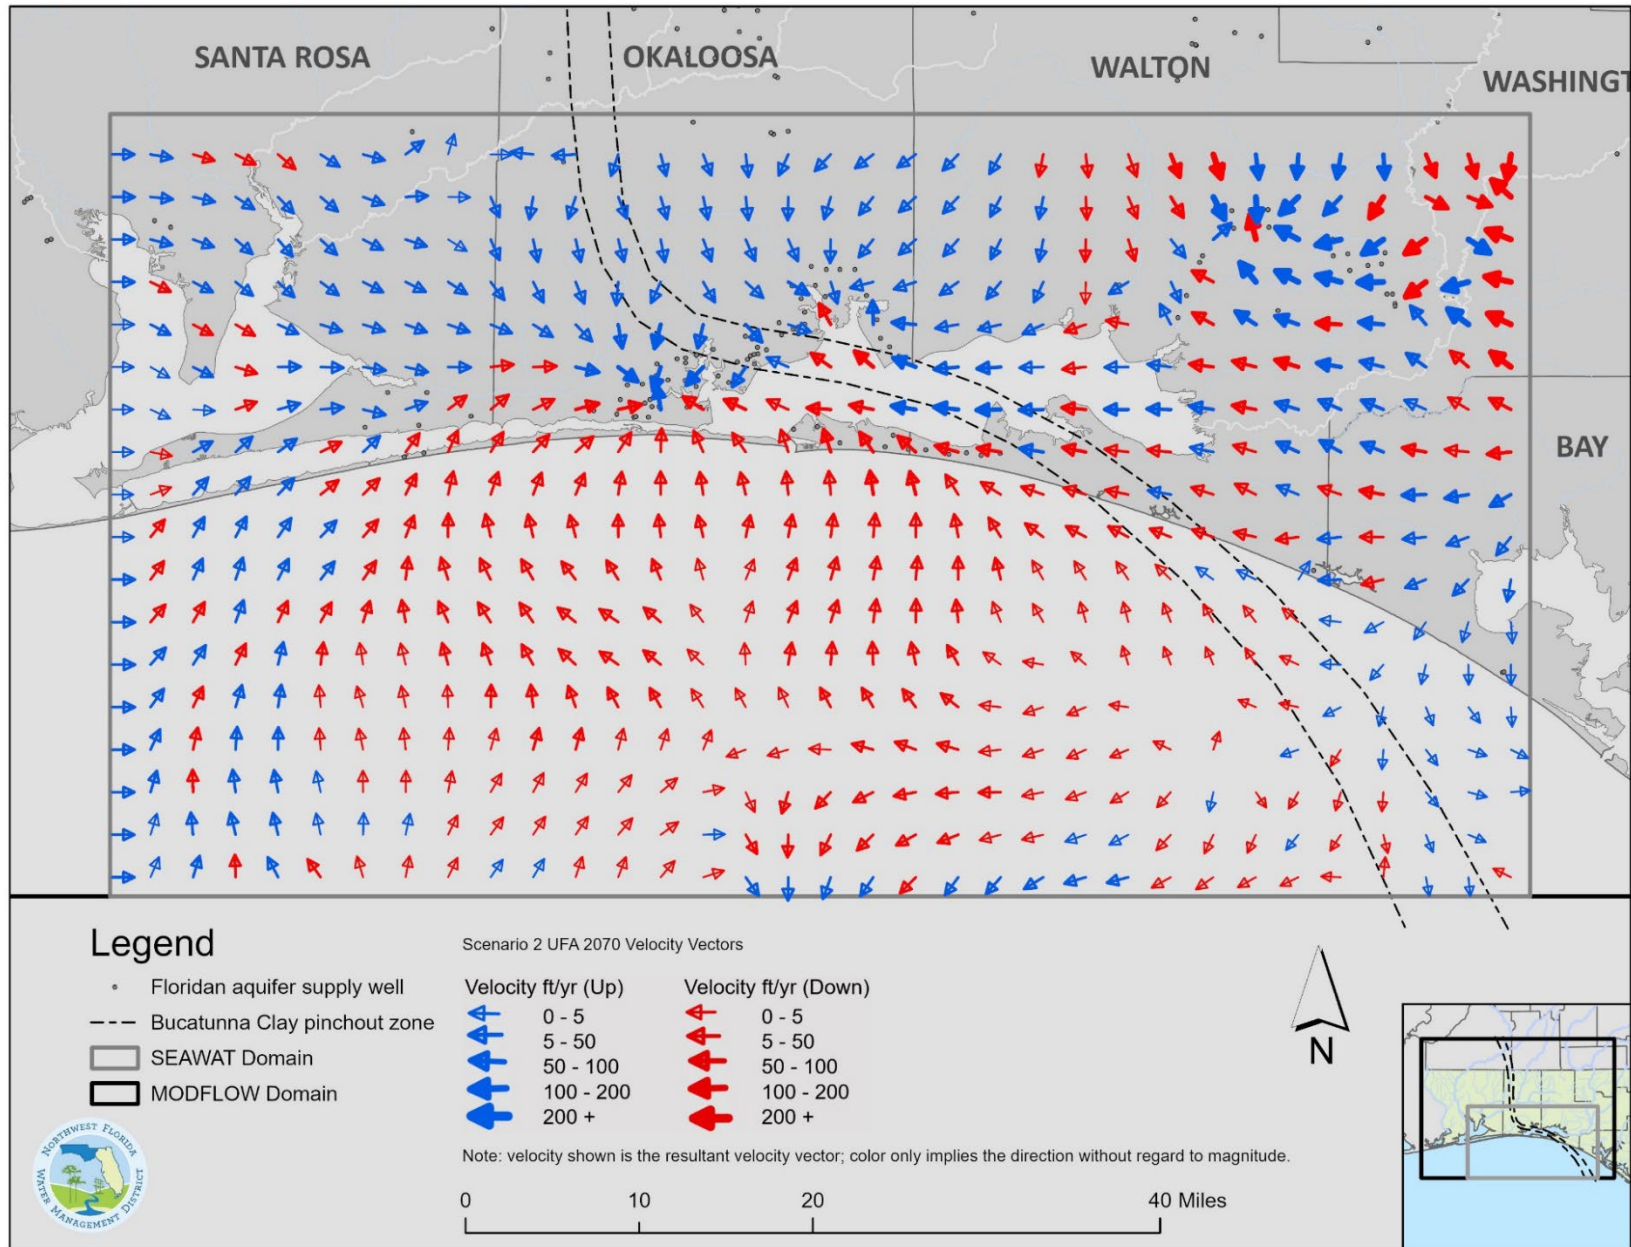 SANTA ROSA
OKALOOSA
WALTON
WASHINGT
BAY
Legend
Floridan aquifer supply well
Bucatunna Clay pinchout zone
SEAWAT Domain
MODFLOW Domain
Scenario 2 UFA 2070 Velocity Vectors
Velocity ft/yr (Up)
0 - 5
5 - 50
50 - 100
100 - 200
200 +
Velocity ft/yr (Down)
0 - 5
5 - 50
50 - 100
100 - 200
200 +
Note: velocity shown is the resultant velocity vector; color only implies the direction without regard to magnitude.
0 10 20 40 Miles
N
NORTHWEST FLORIDA
WATER MANAGEMENT DISTRICT